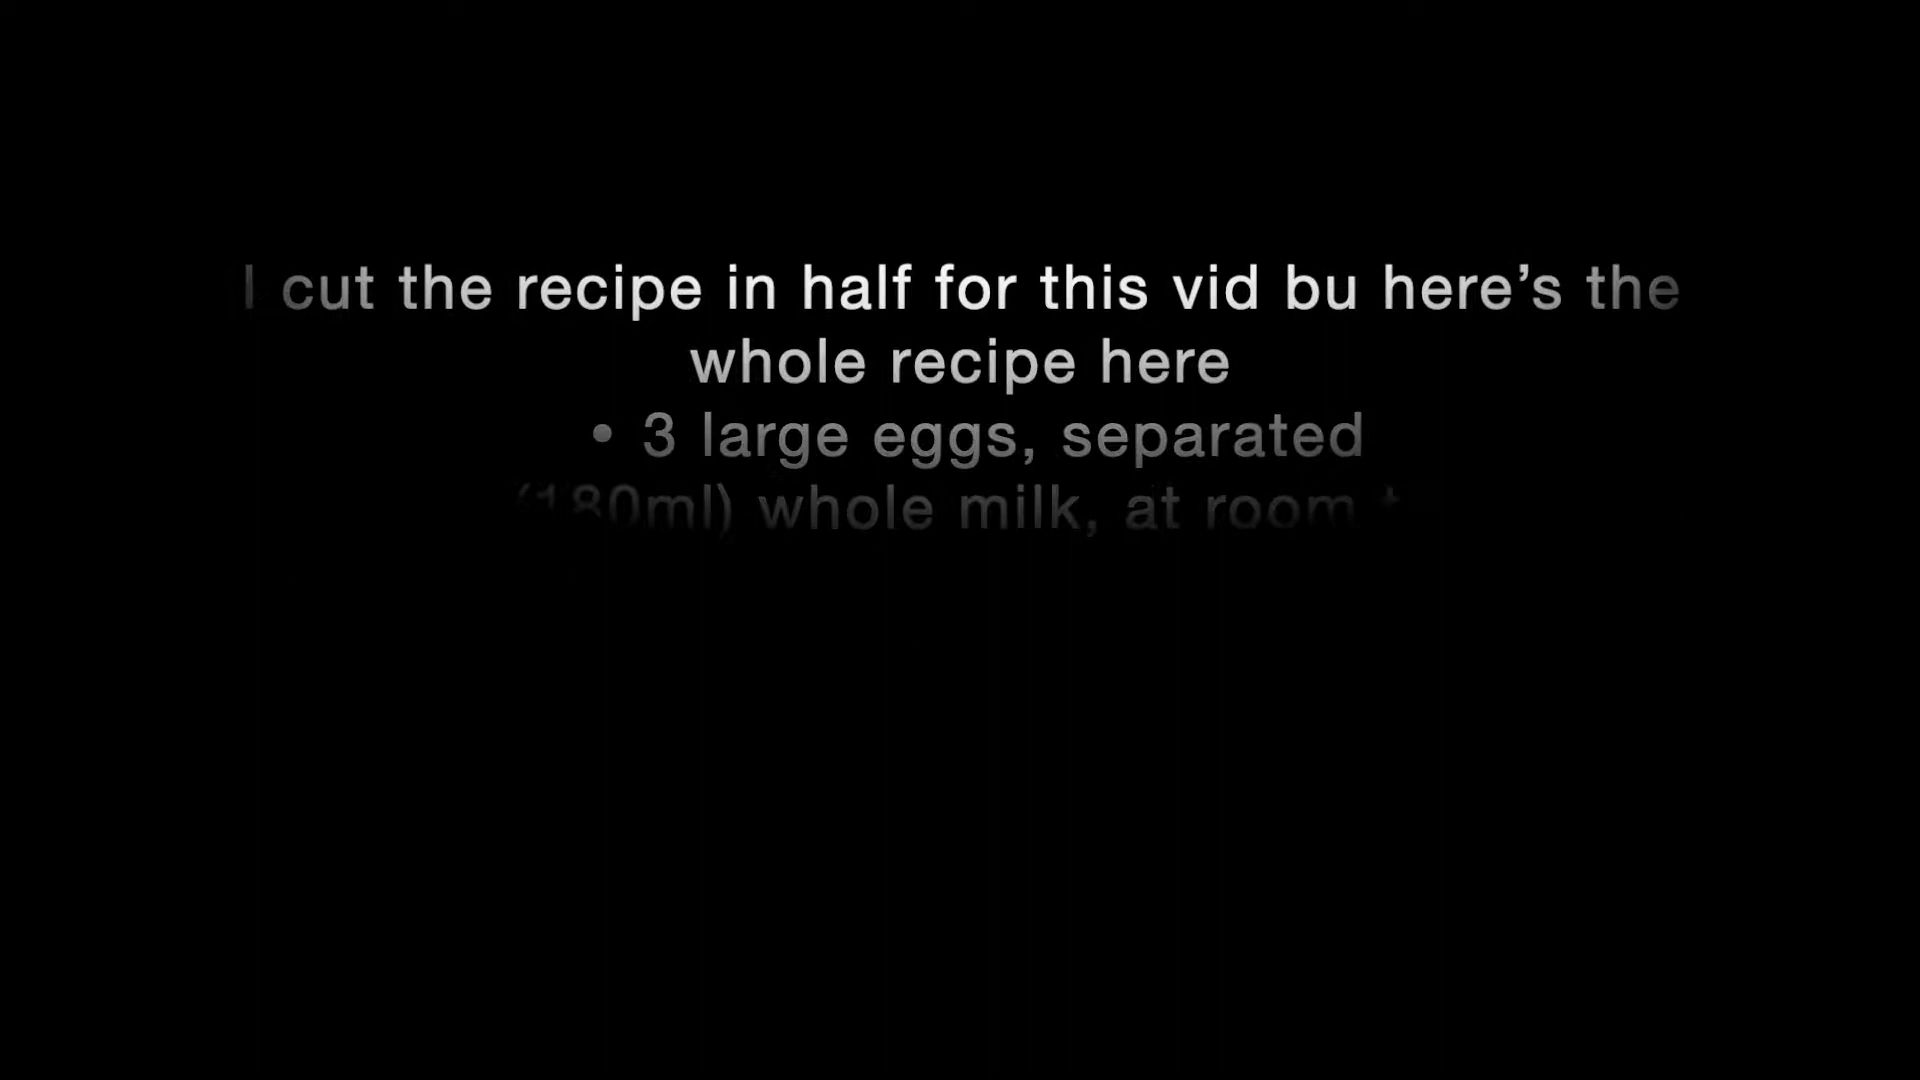 I cut the recipe in half for this vid bu here’s the
whole recipe here
• 3 large eggs, separated
(180ml) whole milk, at room